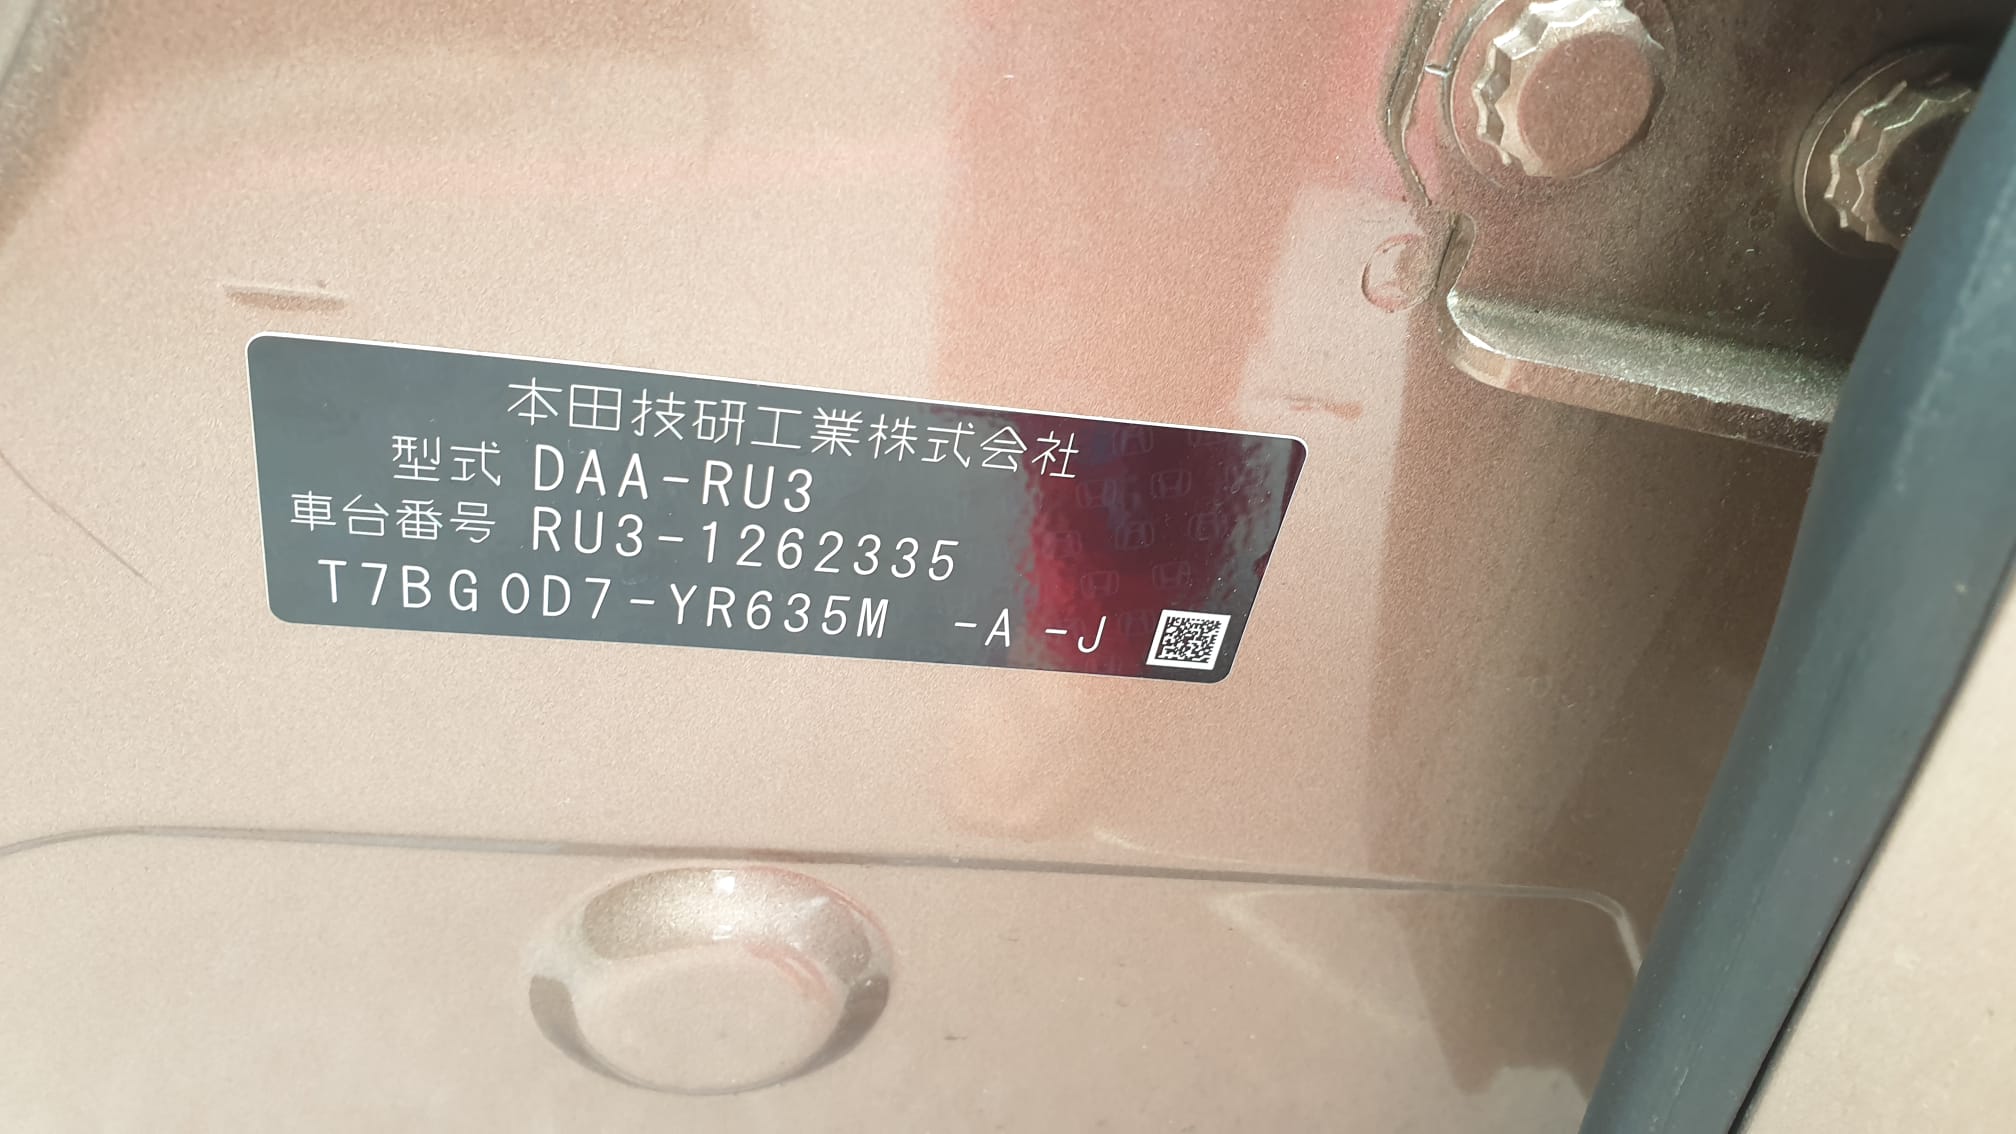 本田技研工業株式会社
型式 DAA-RU3
車台番号 RU3-1262335
T7BG0D7-YR635M -A -J